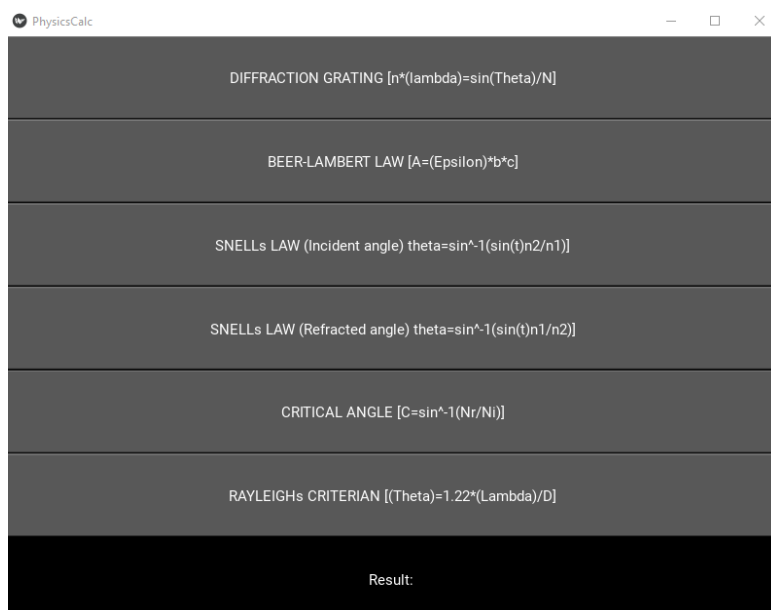 PhysicsCalc
DIFFRACTION GRATING [n*(lambda)=sin(Theta)/N]
BEER-LAMBERT LAW [A=(Epsilon)*b*c]
SNELLs LAW (Incident angle) theta=sin^-1(sin(t)n2/n1)]
SNELLs LAW (Refracted angle) theta=sin^-1(sin(t)n1/n2)]
CRITICAL ANGLE [C=sin^-1(Nr/Ni)]
RAYLEIGHs CRITERIAN [(Theta)=1.22*(Lambda)/D]
Result: